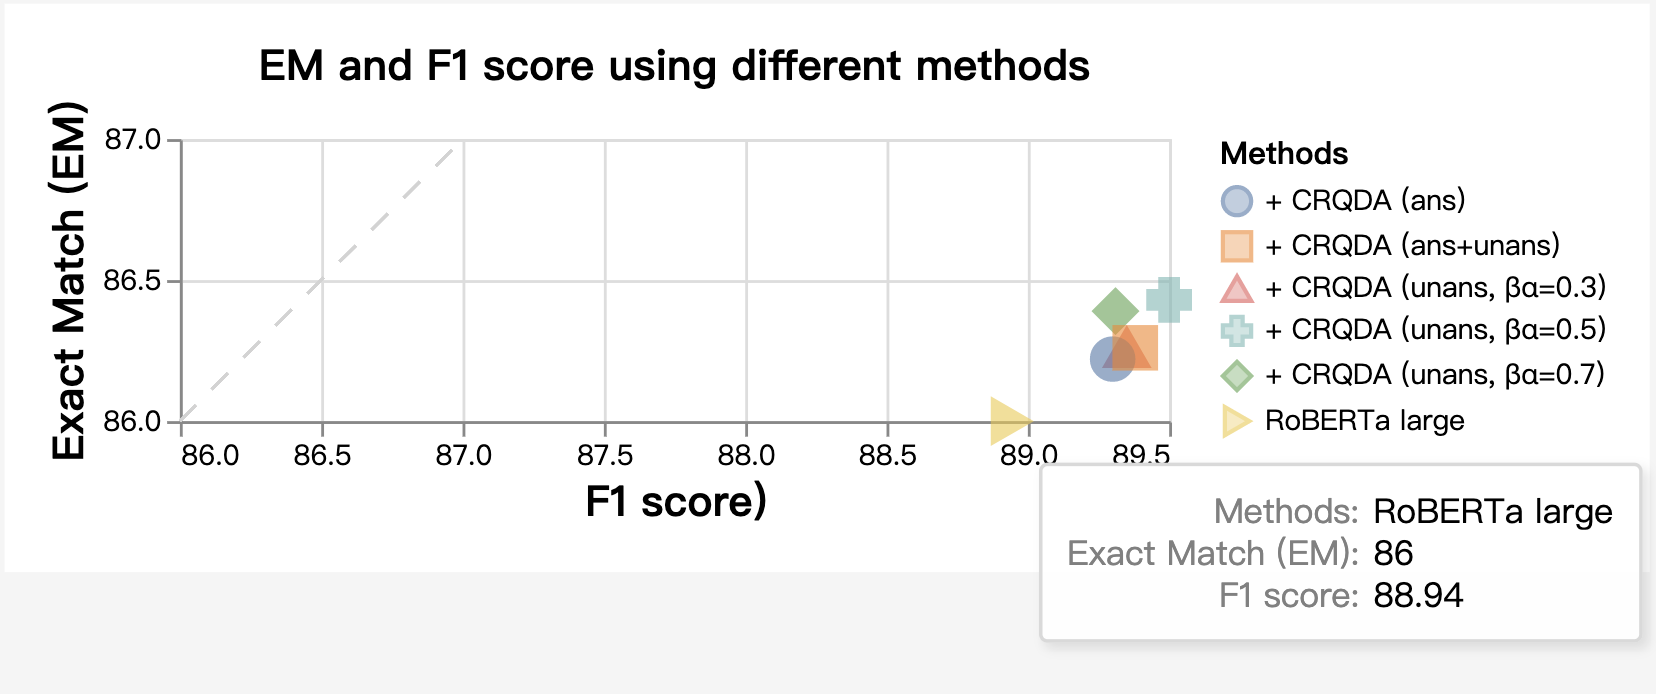 EM and F1 score using different methods
Exact Match (EM)
87.0
86.5
86.0
86.0 86.5 87.0 87.5 88.0 88.5 89.0 89.5
F1 score)
Methods
+ CRQDA (ans)
+ CRQDA (ans+unans)
+ CRQDA (unans, βα=0.3)
+ CRQDA (unans, βα=0.5)
+ CRQDA (unans, βα=0.7)
RoBERTa large
Methods: RoBERTa large
Exact Match (EM): 86
F1 score: 88.94